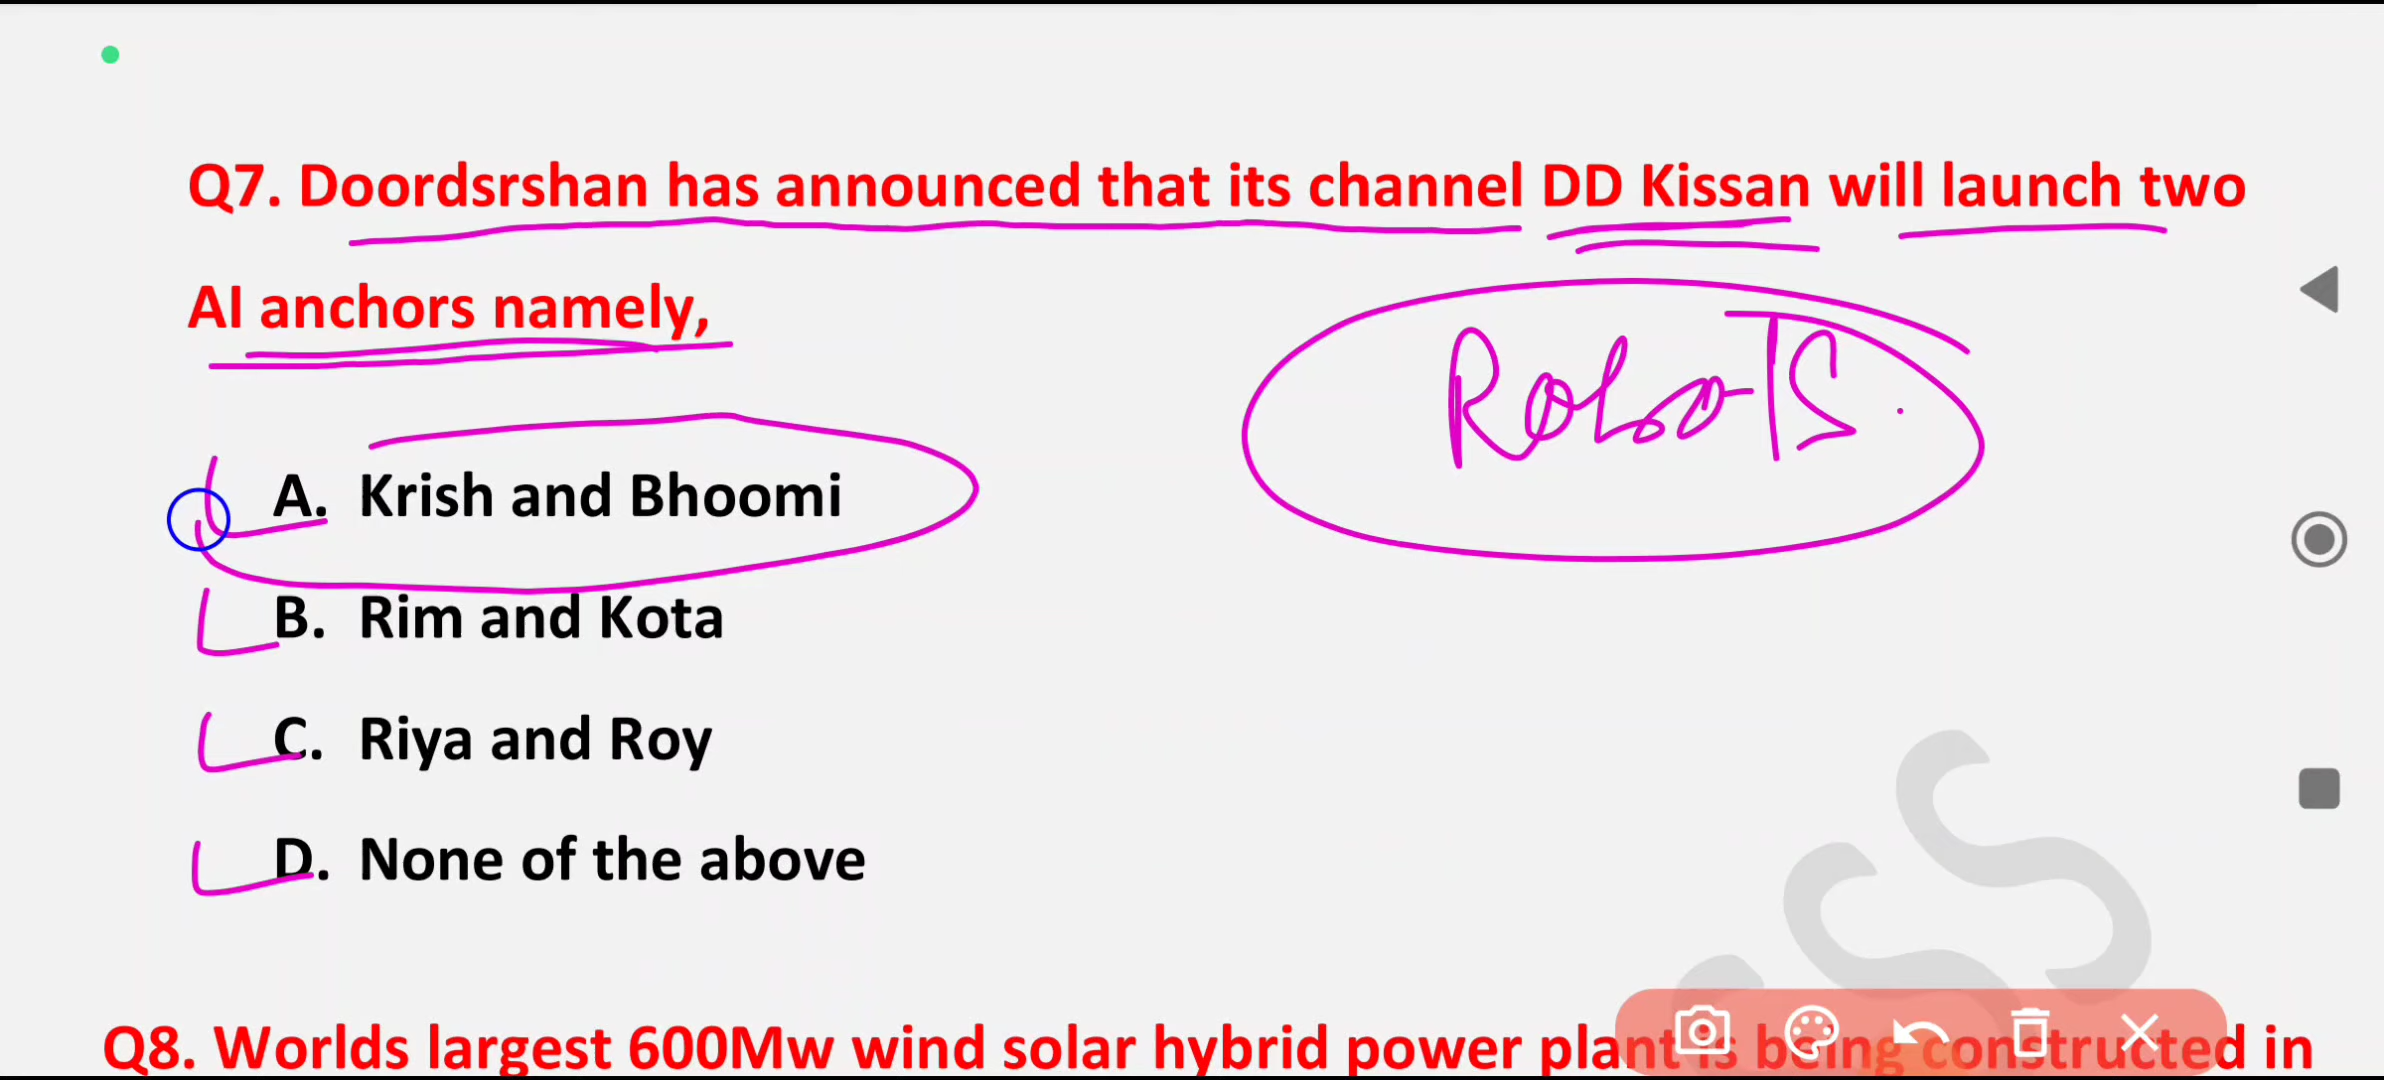 Q7. Doordsrshan has announced that its channel DD Kissan will launch two
AI anchors namely,
RoboTS.
A. Krish and Bhoomi
B. Rim and Kota
C. Riya and Roy
D. None of the above
Q8. Worlds largest 600Mw wind solar hybrid power plant is being constructed in